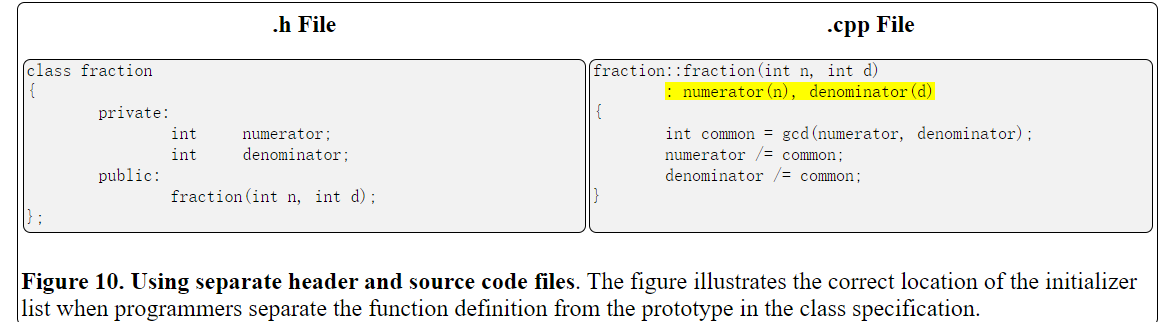 .h File
class fraction
{
private:
int numerator;
int denominator;
public:
fraction(int n, int d);
};
.cpp File
fraction::fraction(int n, int d)
: numerator(n), denominator(d)
{
int common = gcd(numerator, denominator);
numerator /= common;
denominator /= common;
}
Figure 10. Using separate header and source code files. The figure illustrates the correct location of the initializer
list when programmers separate the function definition from the prototype in the class specification.